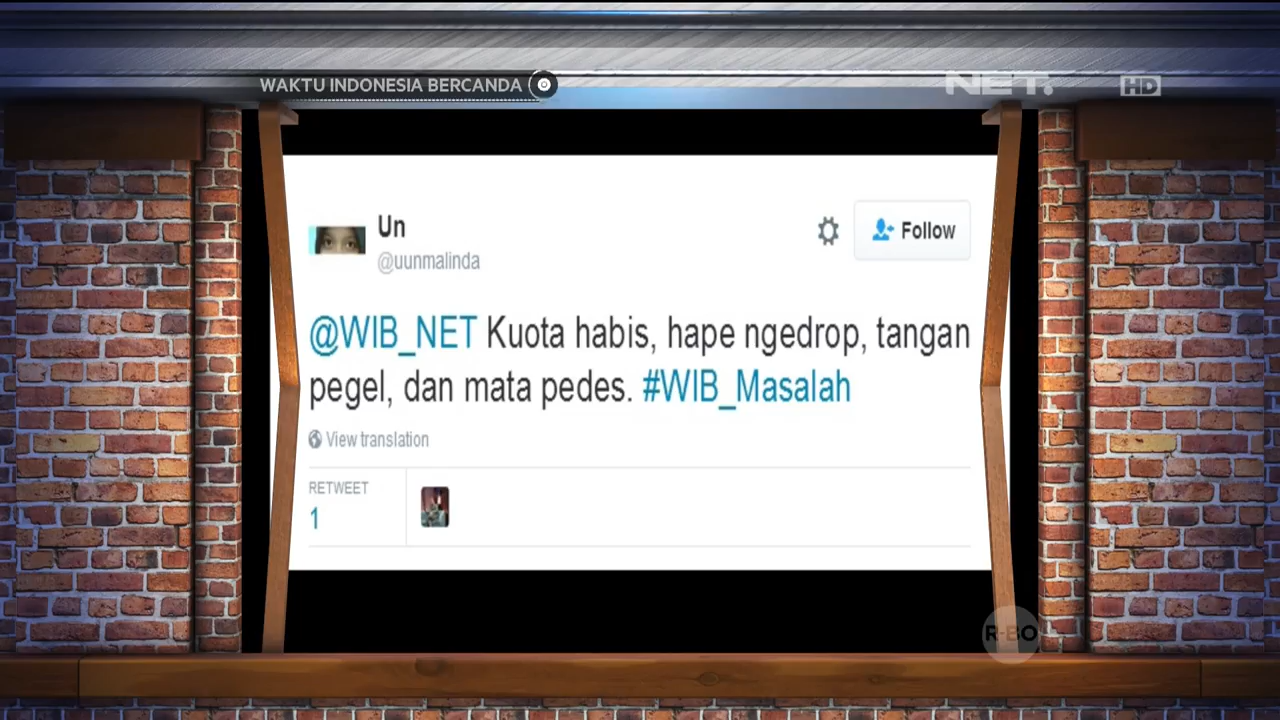 WAKTU INDONESIA BERCANDA
NET.
HD
Un
@uunmalinda
Follow
@WIB_NET Kuota habis, hape ngedrop, tangan
pegel, dan mata pedes. #WIB_Masalah
View translation
RETWEET
1
R-BO